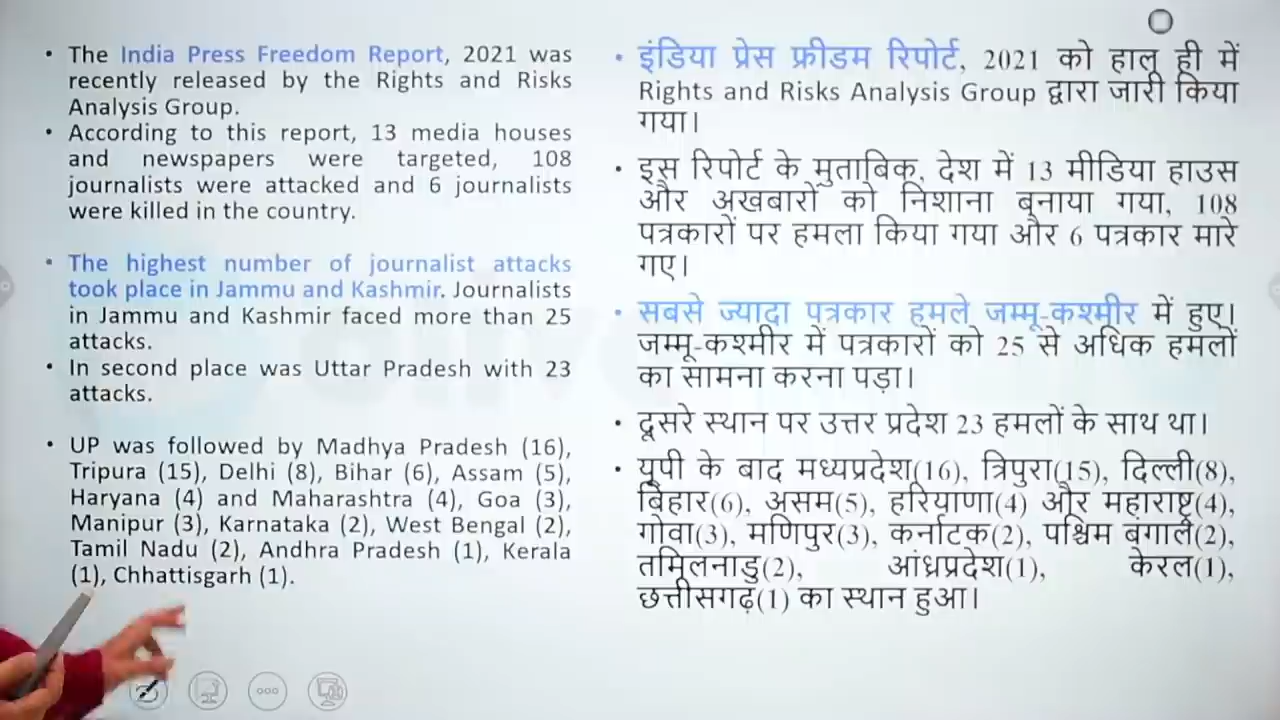 • The India Press Freedom Report, 2021 was
recently released by the Rights and Risks
Analysis Group.
• According to this report, 13 media houses
and newspapers were targeted, 108
journalists were attacked and 6 journalists
were killed in the country.
• The highest number of journalist attacks
took place in Jammu and Kashmir. Journalists
in Jammu and Kashmir faced more than 25
attacks.
• In second place was Uttar Pradesh with 23
attacks.
• UP was followed by Madhya Pradesh (16),
Tripura (15), Delhi (8), Bihar (6), Assam (5),
Haryana (4) and Maharashtra (4), Goa (3),
Manipur (3), Karnataka (2), West Bengal (2),
Tamil Nadu (2), Andhra Pradesh (1), Kerala
(1), Chhattisgarh (1).
• इंडिया प्रेस फ्रीडम रिपोर्ट, 2021 को हाल ही में
Rights and Risks Analysis Group द्वारा जारी किया
गया।
• इस रिपोर्ट के मुताबिक, देश में 13 मीडिया हाउस
और अखबारों को निशाना बनाया गया, 108
पत्रकारों पर हमला किया गया और 6 पत्रकार मारे
गए।
• सबसे ज्यादा पत्रकार हमले जम्मू-कश्मीर में हुए।
जम्मू-कश्मीर में पत्रकारों को 25 से अधिक हमलों
का सामना करना पड़ा।
• दूसरे स्थान पर उत्तर प्रदेश 23 हमलों के साथ था।
• यूपी के बाद मध्यप्रदेश(16), त्रिपुरा(15), दिल्ली(8),
बिहार(6), असम(5), हरियाणा(4) और महाराष्ट्र(4),
गोवा(3), मणिपुर(3), कर्नाटक(2), पश्चिम बंगाल(2),
तमिलनाडु(2), आंध्रप्रदेश(1), केरल(1),
छत्तीसगढ़(1) का स्थान हुआ।